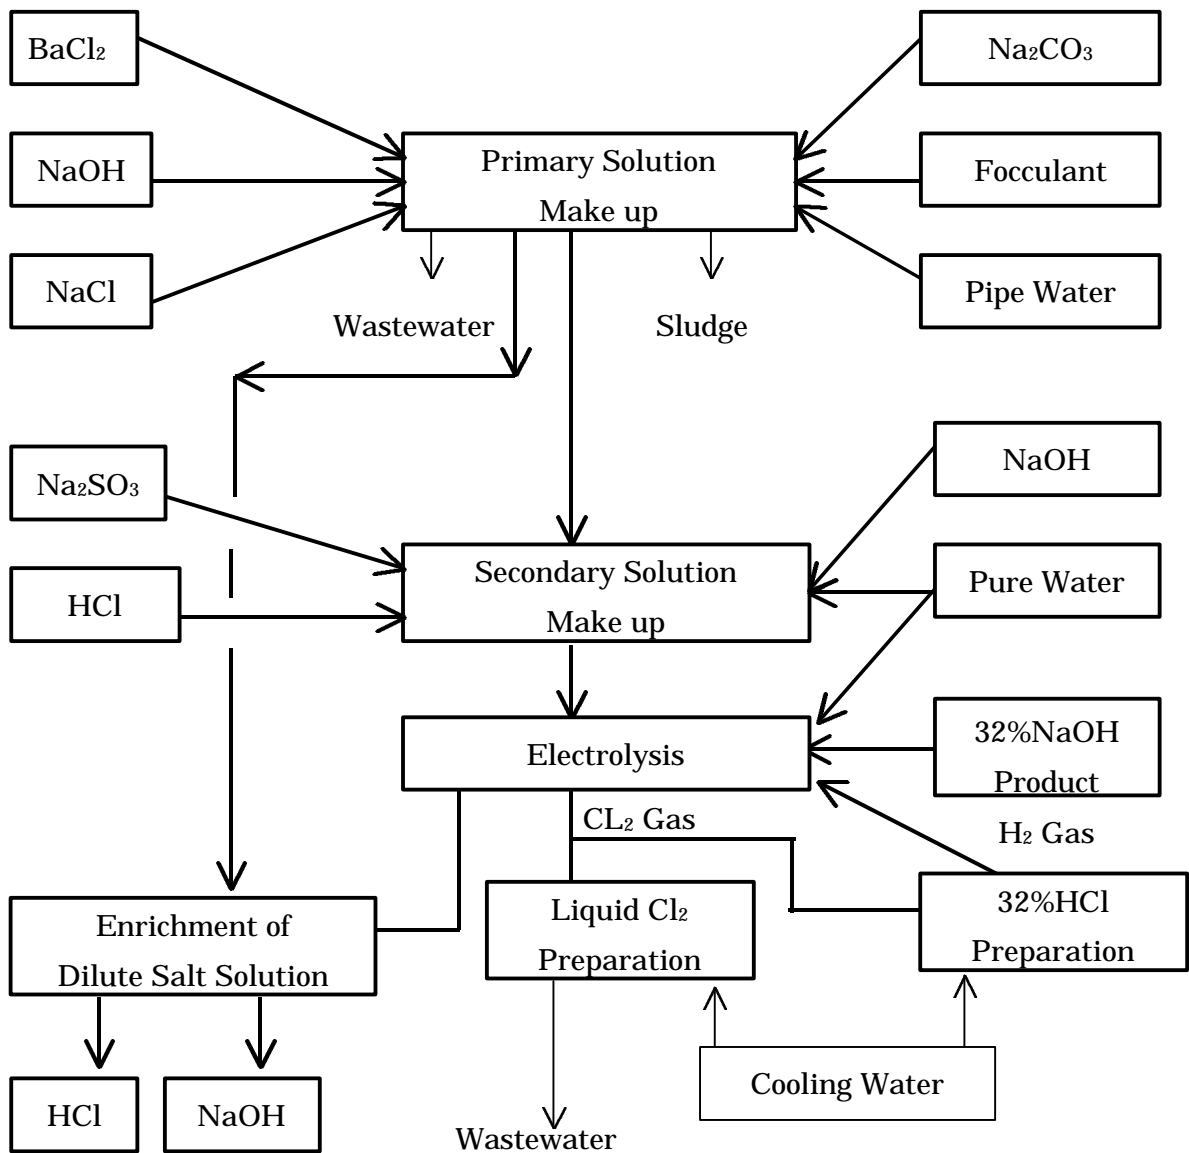 BaCl₂
Na₂CO₃
NaOH
Primary Solution
Make up
Focculant
NaCl
Pipe Water
Wastewater
Sludge
Na₂SO₃
NaOH
HCl
Secondary Solution
Make up
Pure Water
Electrolysis
32%NaOH
Product
CL₂ Gas
H₂ Gas
Enrichment of
Dilute Salt Solution
Liquid Cl₂
Preparation
32%HCl
Preparation
HCl
NaOH
Cooling Water
Wastewater